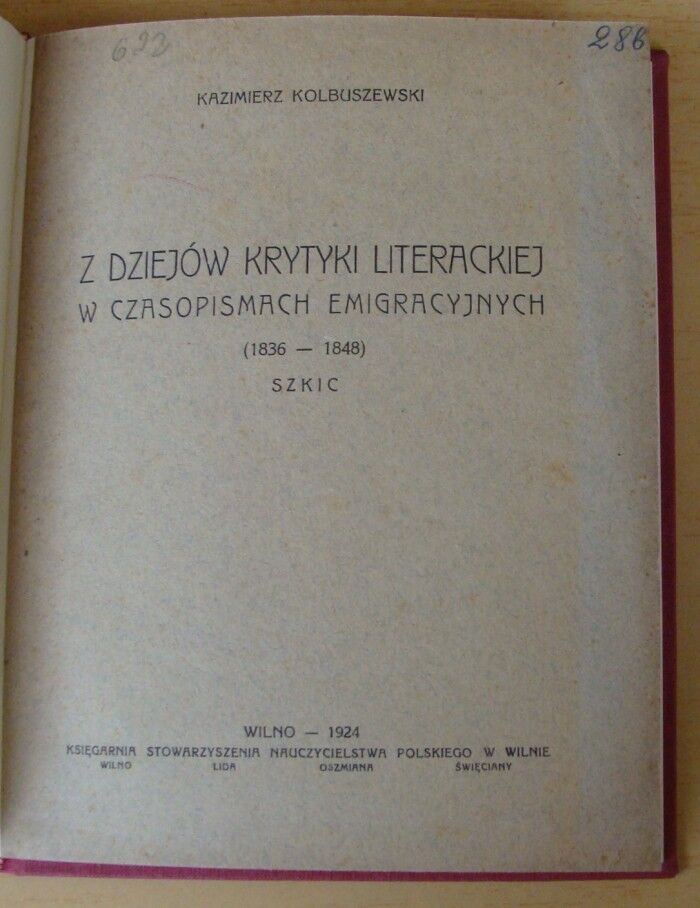 622 286
KAZIMIERZ KOLBUSZEWSKI
Z DZIEJÓW KRYTYKI LITERACKIEJ
W CZASOPISMACH EMIGRACYJNYCH
(1836 — 1848)
SZKIC
WILNO — 1924
KSIĘGARNIA STOWARZYSZENIA NAUCZYCIELSTWA POLSKIEGO W WILNIE
WILNO LIDA OSZMIANA ŚWIĘCIANY